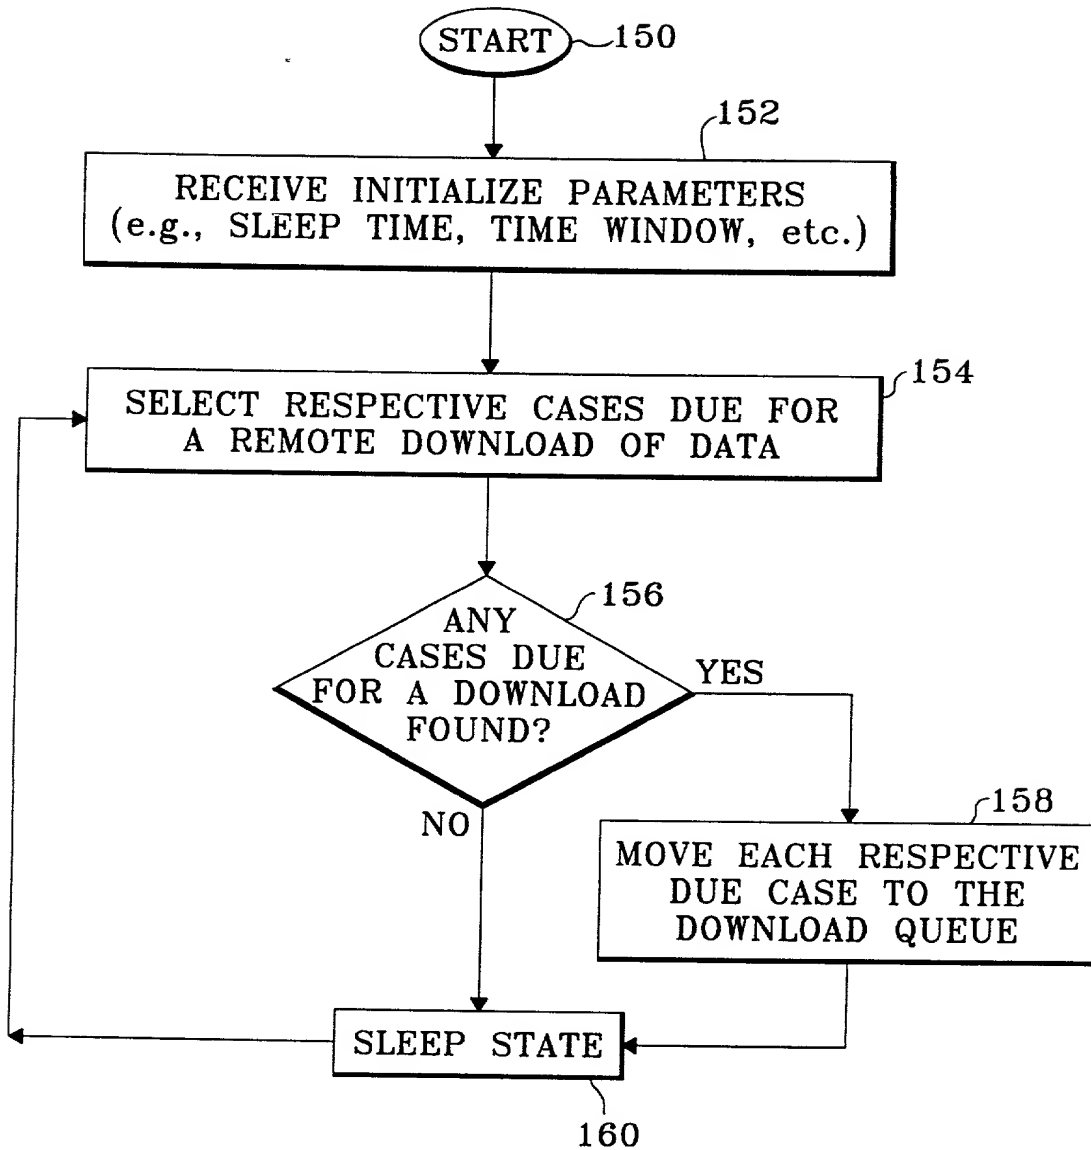 START
150
152
RECEIVE INITIALIZE PARAMETERS
(e.g., SLEEP TIME, TIME WINDOW, etc.)
154
SELECT RESPECTIVE CASES DUE FOR
A REMOTE DOWNLOAD OF DATA
156
ANY
CASES DUE
FOR A DOWNLOAD
FOUND?
YES
NO
158
MOVE EACH RESPECTIVE
DUE CASE TO THE
DOWNLOAD QUEUE
SLEEP STATE
160